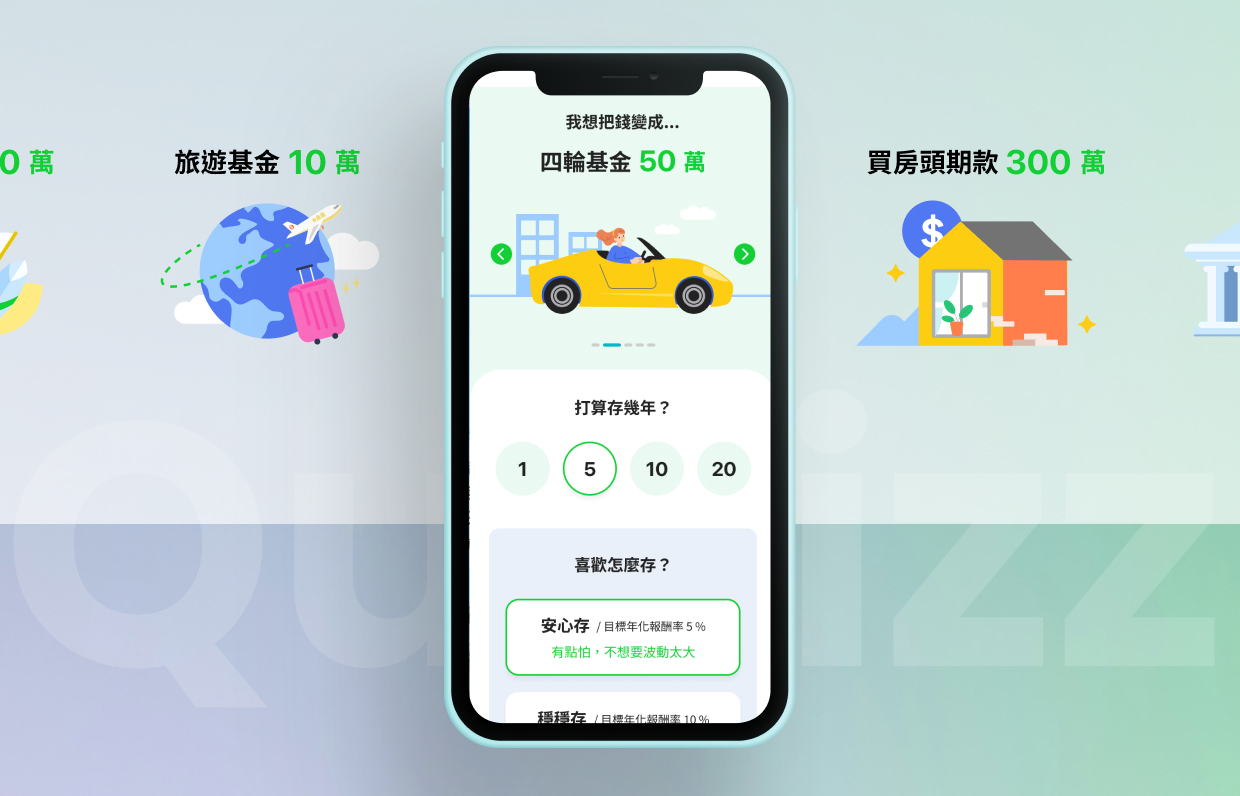 我想把錢變成...
0 萬
旅遊基金 10 萬
四輪基金 50 萬
買房頭期款 300 萬
$
打算存幾年？
1
5
10
20
喜歡怎麼存？
安心存 / 目標年化報酬率 5 %
有點怕，不想要波動太大
穩穩存 / 目標年化報酬率 10 %
Quizz